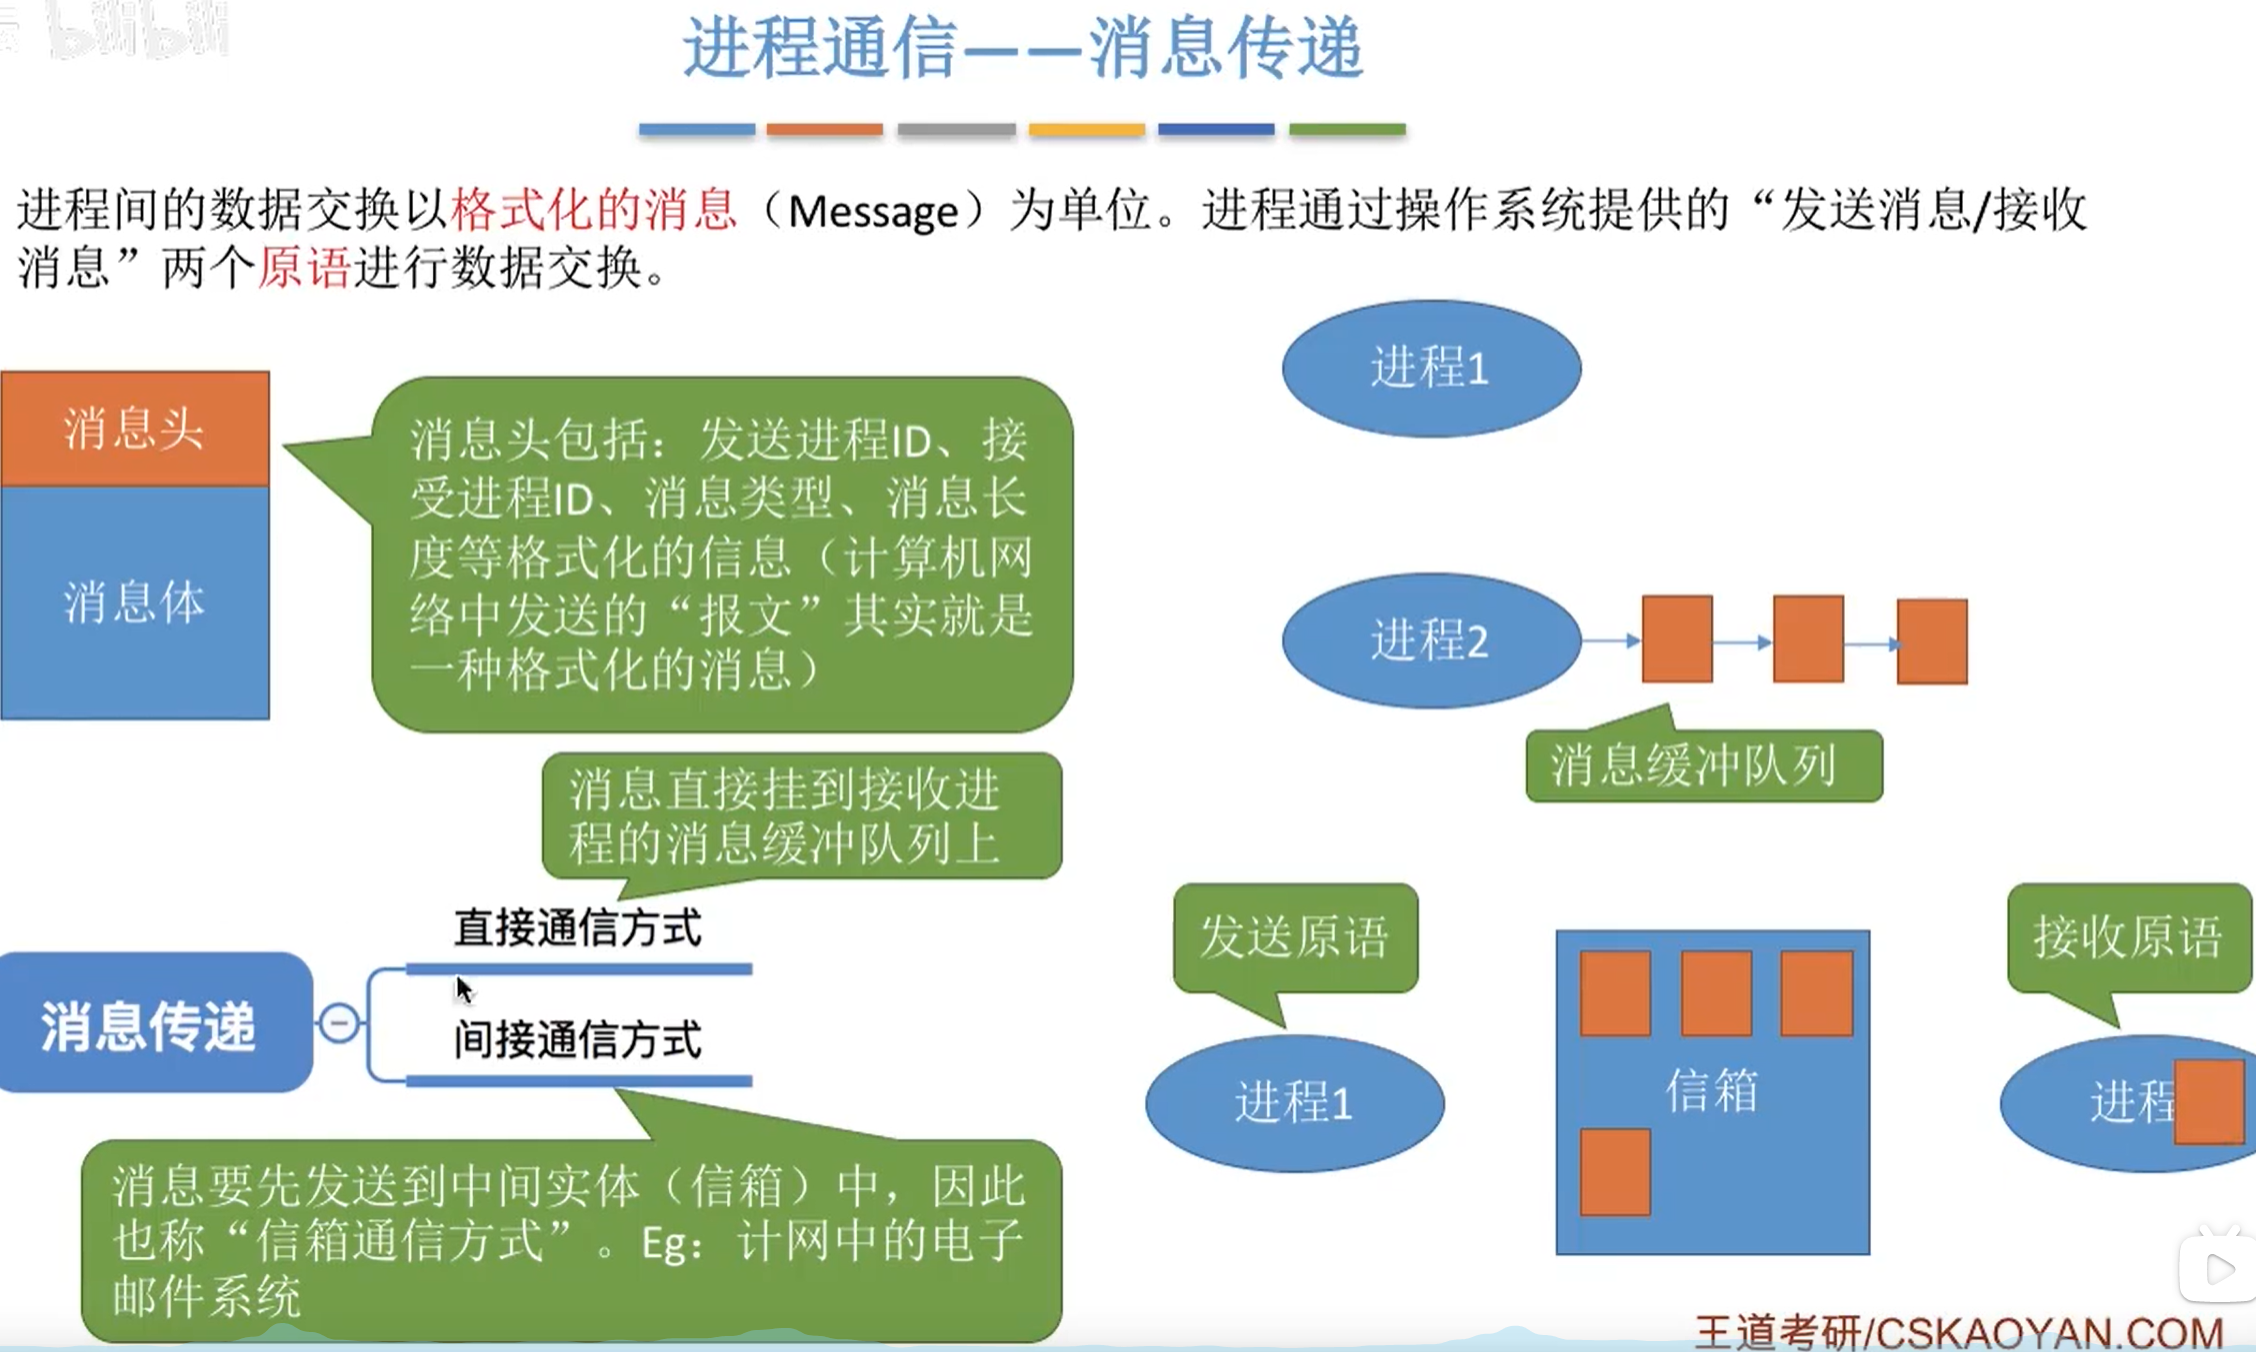 进程通信——消息传递
进程间的数据交换以格式化的消息（Message）为单位。进程通过操作系统提供的“发送消息/接收
消息”两个原语进行数据交换。
消息头
消息体
消息头包括：发送进程ID、接
受进程ID、消息类型、消息长
度等格式化的信息（计算机网
络中发送的“报文”其实就是
一种格式化的消息）
进程1
进程2
消息缓冲队列
消息直接挂到接收进
程的消息缓冲队列上
直接通信方式
消息传递
间接通信方式
消息要先发送到中间实体（信箱）中，因此
也称“信箱通信方式”。Eg：计网中的电子
邮件系统
发送原语
进程1
信箱
接收原语
进程
王道考研/CSKAOYAN.COM
bilibili